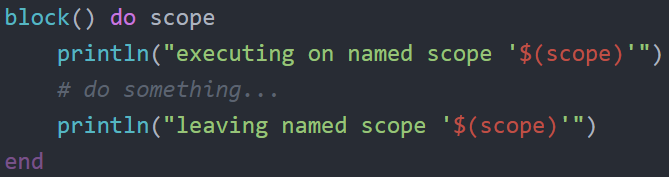 block() do scope
    println("executing on named scope '$(scope)'")
    # do something...
    println("leaving named scope '$(scope)'")
end